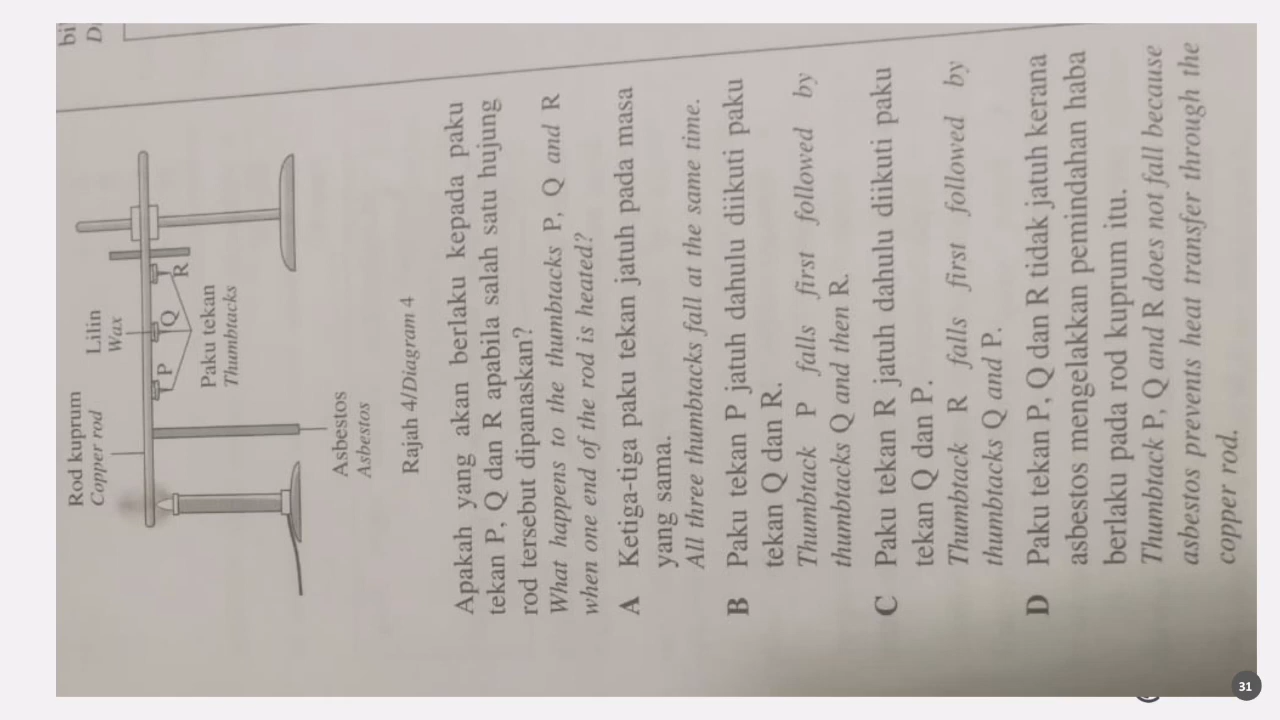 bi
D
Rod kuprum
Copper rod
Lilin
Wax
P
Q
R
Paku tekan
Thumbtacks
Asbestos
Asbestos
Rajah 4/Diagram 4
Apakah yang akan berlaku kepada paku
tekan P, Q dan R apabila salah satu hujung
rod tersebut dipanaskan?
What happens to the thumbtacks P, Q and R
when one end of the rod is heated?
A Ketiga-tiga paku tekan jatuh pada masa
yang sama.
All three thumbtacks fall at the same time.
B Paku tekan P jatuh dahulu diikuti paku
tekan Q dan R.
Thumbtack P falls first followed by
thumbtacks Q and then R.
C Paku tekan R jatuh dahulu diikuti paku
tekan Q dan P.
Thumbtack R falls first followed by
thumbtacks Q and P.
D Paku tekan P, Q dan R tidak jatuh kerana
asbestos mengelakkan pemindahan haba
berlaku pada rod kuprum itu.
Thumbtack P, Q and R does not fall because
asbestos prevents heat transfer through the
copper rod.
31